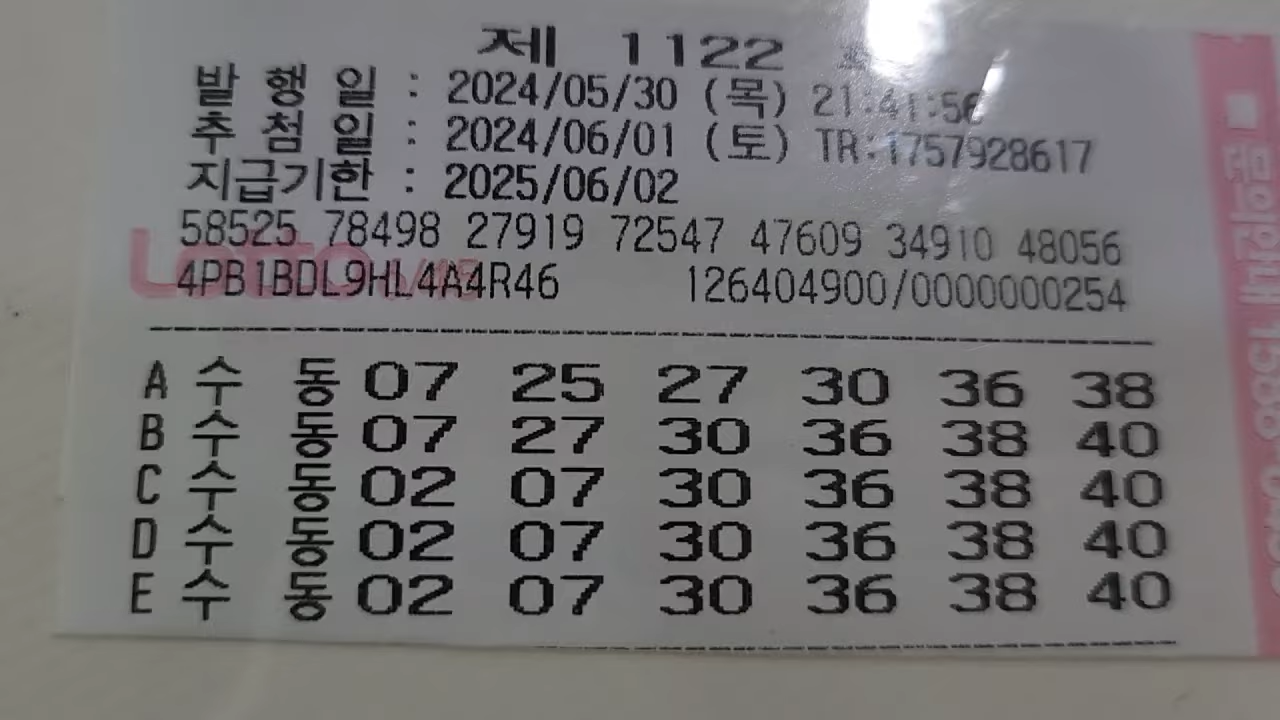 제 1122
발 행 일 : 2024/05/30 (목) 21:41:56
추 첨 일 : 2024/06/01 (토) TR:1757928617
지급기한 : 2025/06/02
58525 78498 27919 72547 47609 34910 48056
4PB1BDL9HL4A4R46 126404900/0000000254
A 수 동 07 25 27 30 36 38
B 수 동 07 27 30 36 38 40
C 수 동 02 07 30 36 38 40
D 수 동 02 07 30 36 38 40
E 수 동 02 07 30 36 38 40